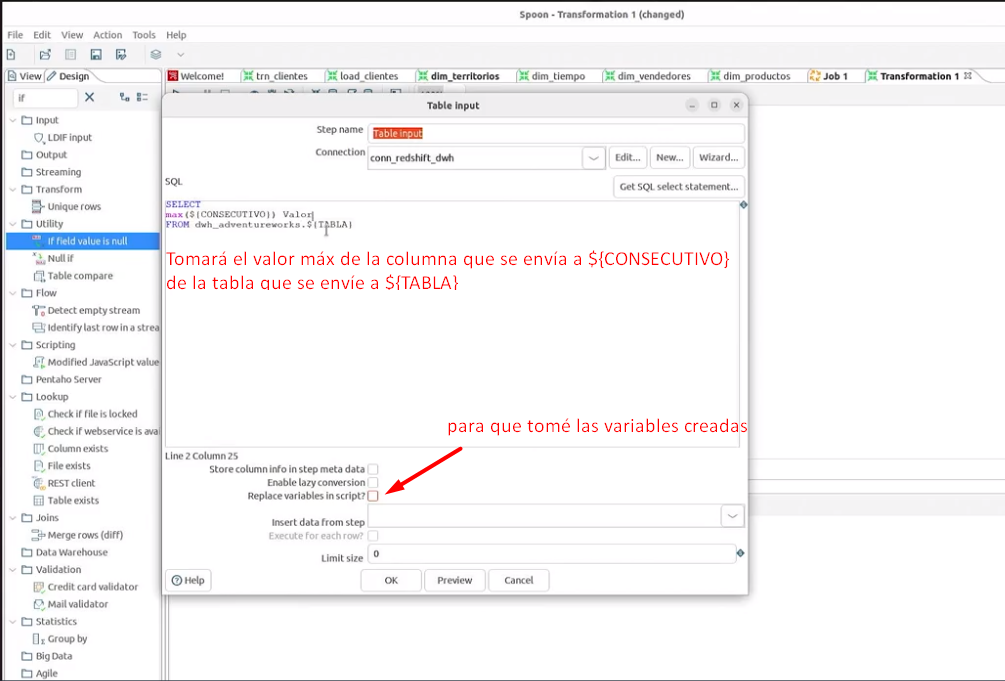 Spoon - Transformation 1 (changed)
File Edit View Action Tools Help
View Design Welcome! trn_clientes load_clientes dim_territorios dim_tiempo dim_vendedores dim_productos Job 1 Transformation 1
if
Input
LDIF input
Output
Streaming
Transform
Unique rows
Utility
If field value is null
Null if
Table compare
Flow
Detect empty stream
Identify last row in a strea
Scripting
Modified JavaScript value
Pentaho Server
Lookup
Check if file is locked
Check if webservice is ava
Column exists
File exists
REST client
Table exists
Joins
Merge rows (diff)
Data Warehouse
Validation
Credit card validator
Mail validator
Statistics
Group by
Big Data
Agile
Table input
Step name Table input
Connection conn_redshift_dwh Edit... New... Wizard...
SQL
Get SQL select statement...
SELECT
max(${CONSECUTIVO}) Valor
FROM dwh_adventureworks.${TABLA}
Tomará el valor máx de la columna que se envía a ${CONSECUTIVO}
de la tabla que se envíe a ${TABLA}
para que tomé las variables creadas
Line 2 Column 25
Store column info in step meta data
Enable lazy conversion
Replace variables in script?
Insert data from step
Execute for each row?
Limit size 0
Help OK Preview Cancel